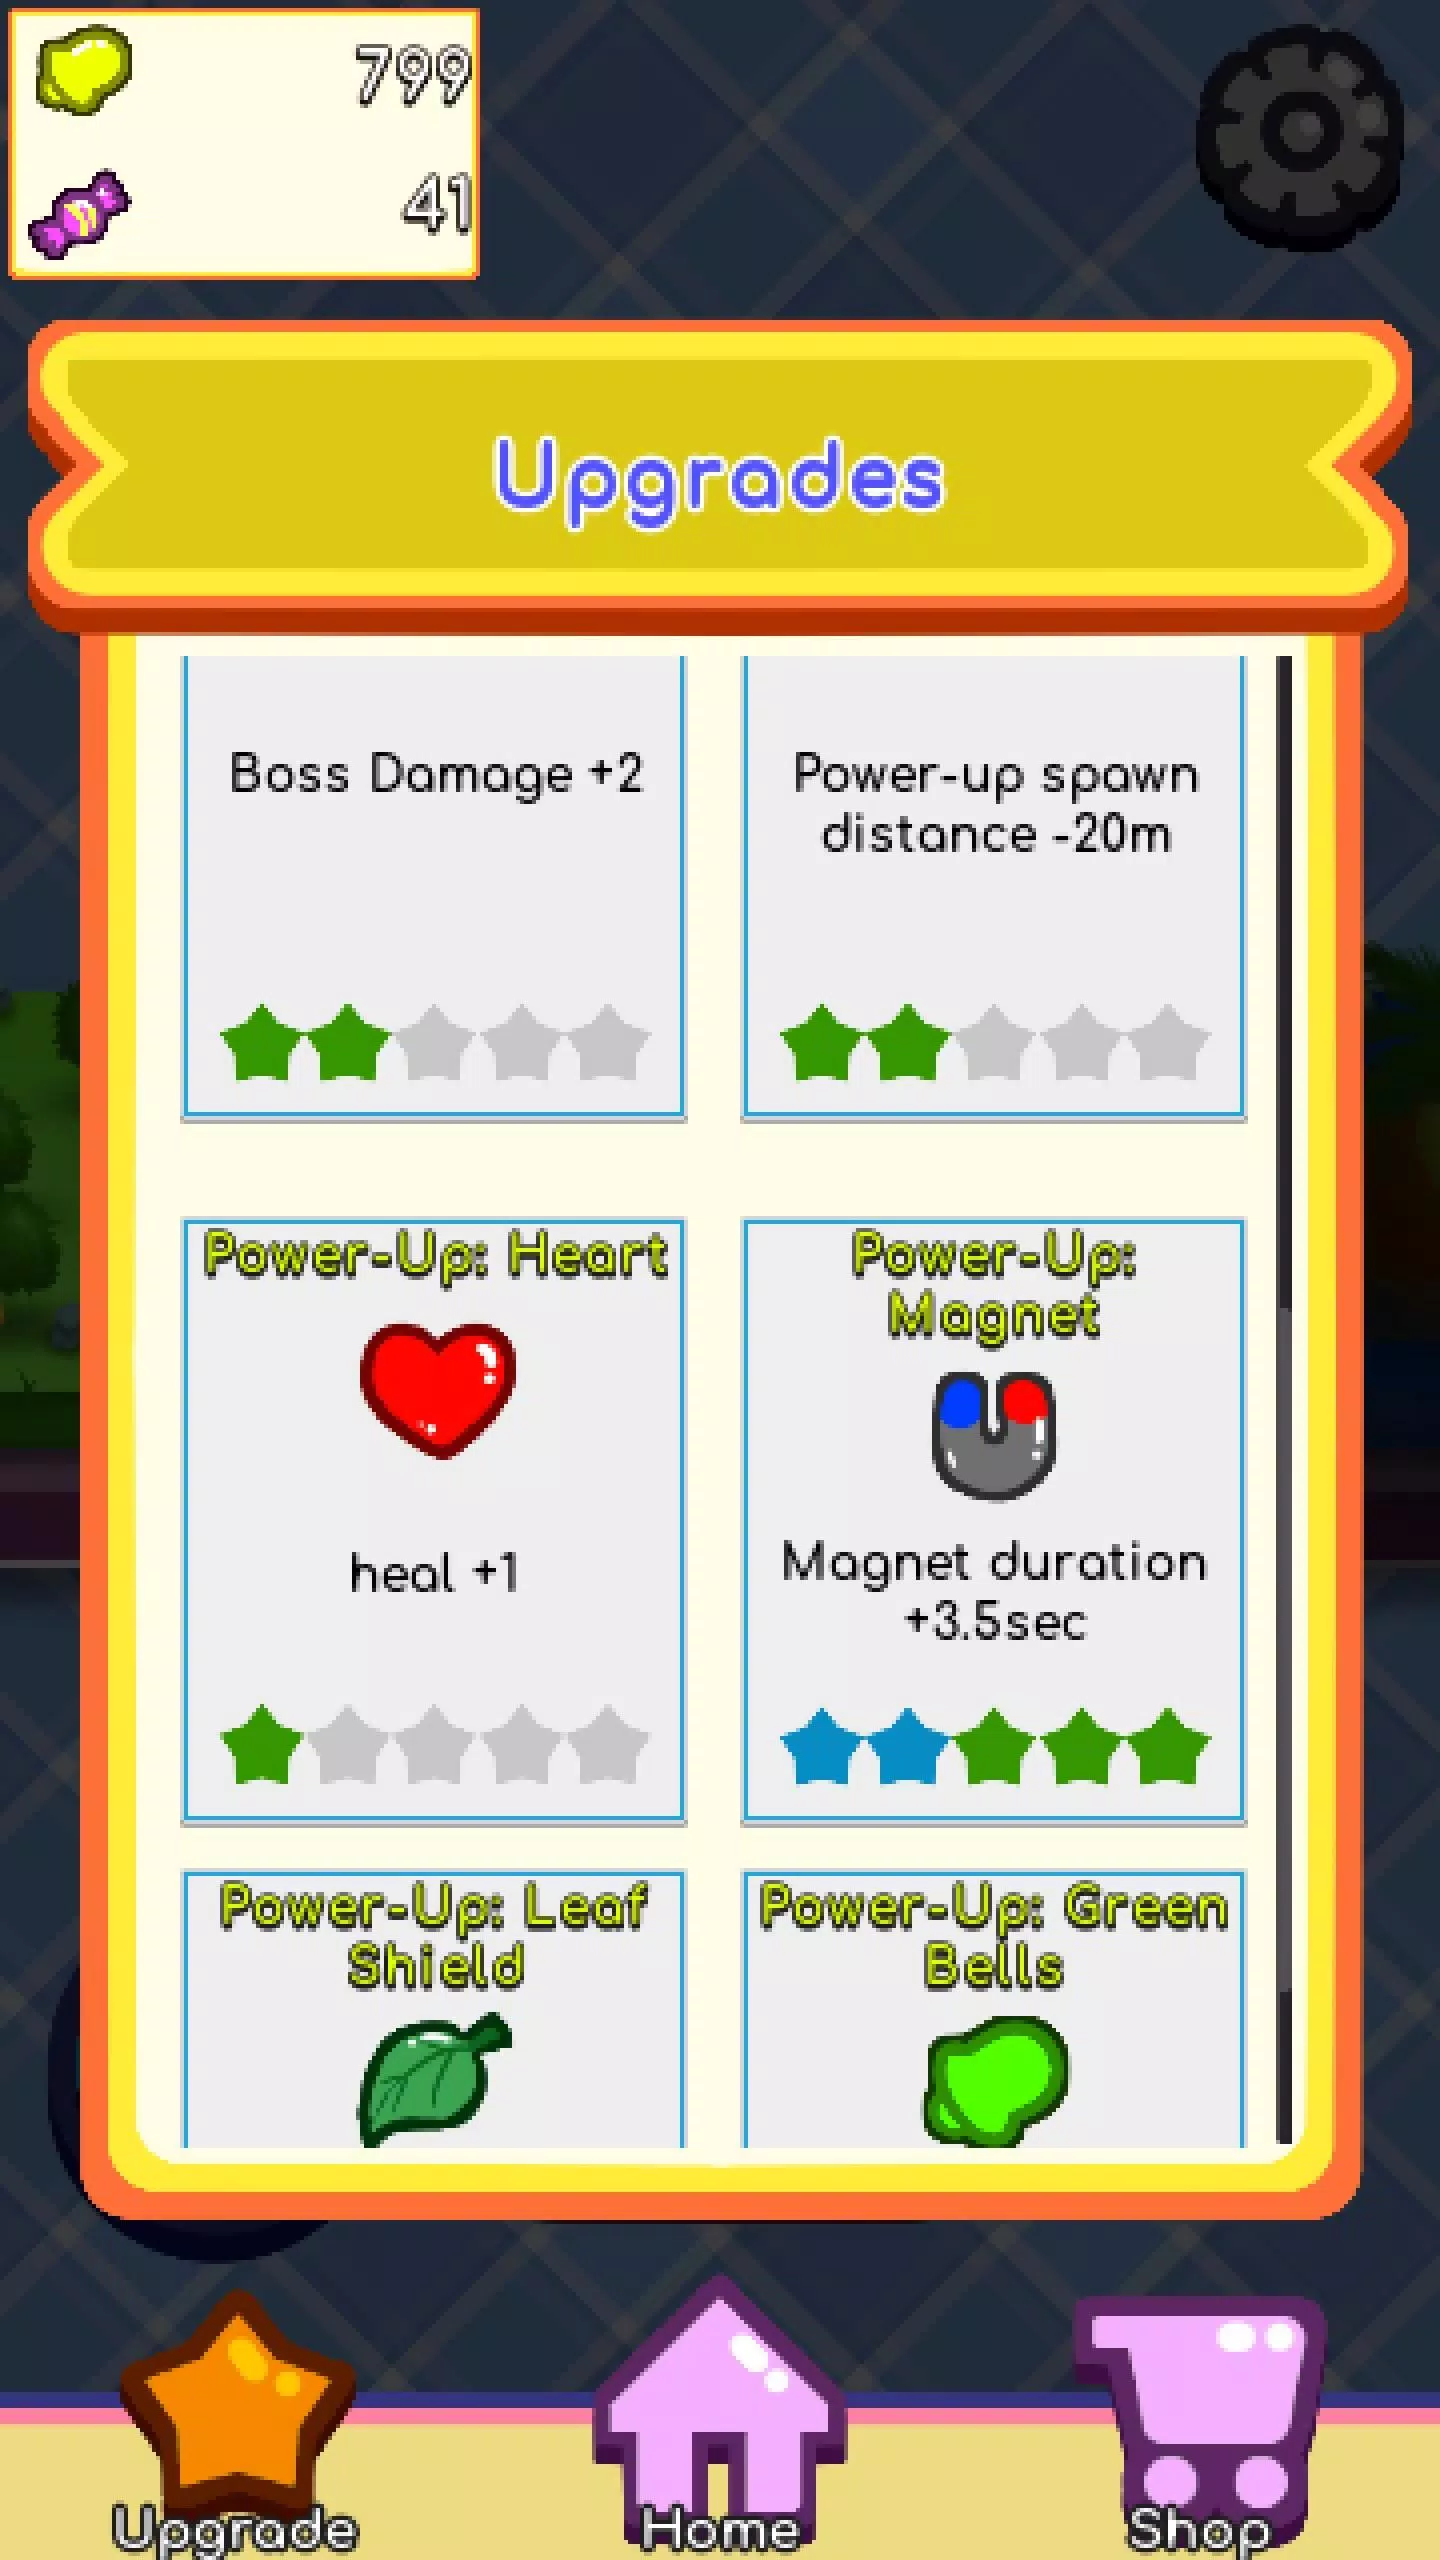 799
41
Upgrades
Boss Damage +2
Power-up spawn
distance -20m
Power-Up: Heart
heal +1
Power-Up:
Magnet
Magnet duration
+3.5sec
Power-Up: Leaf
Shield
Power-Up: Green
Bells
Upgrade
Home
Shop